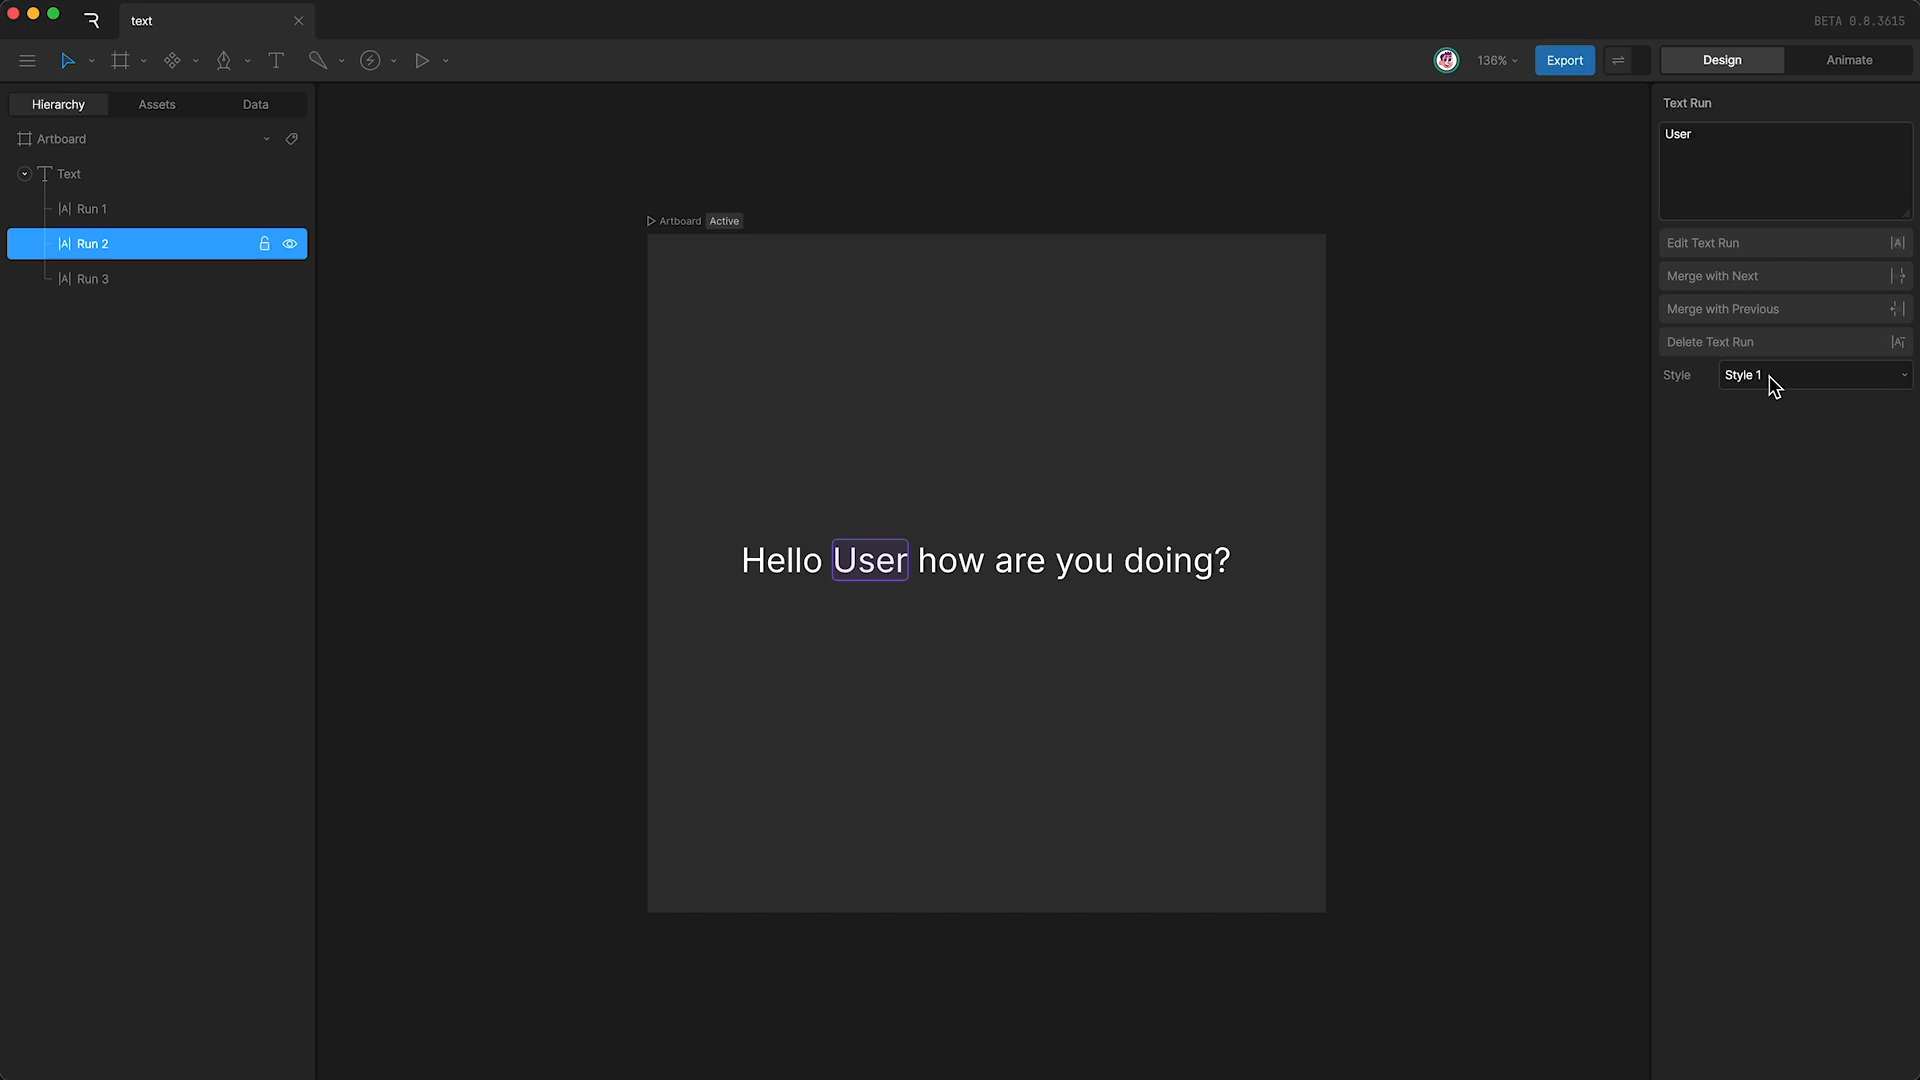 text
BETA 0.8.3615
136%
Export
Design
Animate
Hierarchy
Assets
Data
Artboard
Text
Run 1
Run 2
Run 3
Artboard
Active
Hello User how are you doing?
Text Run
User
Edit Text Run
Merge with Next
Merge with Previous
Delete Text Run
Style
Style 1